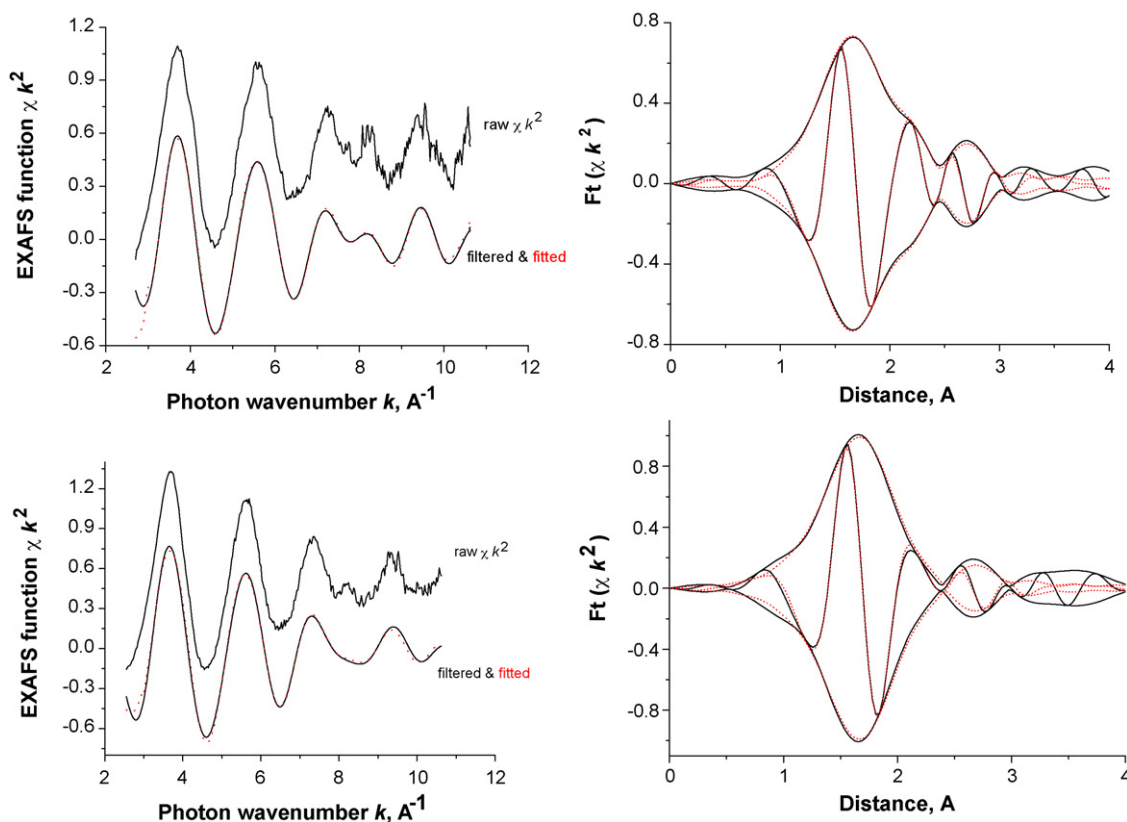 EXAFS function χ k²
1.2
0.9
0.6
0.3
0.0
-0.3
-0.6
raw χ k²
filtered & fitted
2 4 6 8 10 12
Photon wavenumber k, A⁻¹
Ft (χ k²)
0.8
0.4
0.0
-0.4
-0.8
0 1 2 3 4
Distance, A
EXAFS function χ k²
1.2
0.9
0.6
0.3
0.0
-0.3
-0.6
raw χ k²
filtered & fitted
2 4 6 8 10 12
Photon wavenumber k, A⁻¹
Ft (χ k²)
0.8
0.4
0.0
-0.4
-0.8
0 1 2 3 4
Distance, A